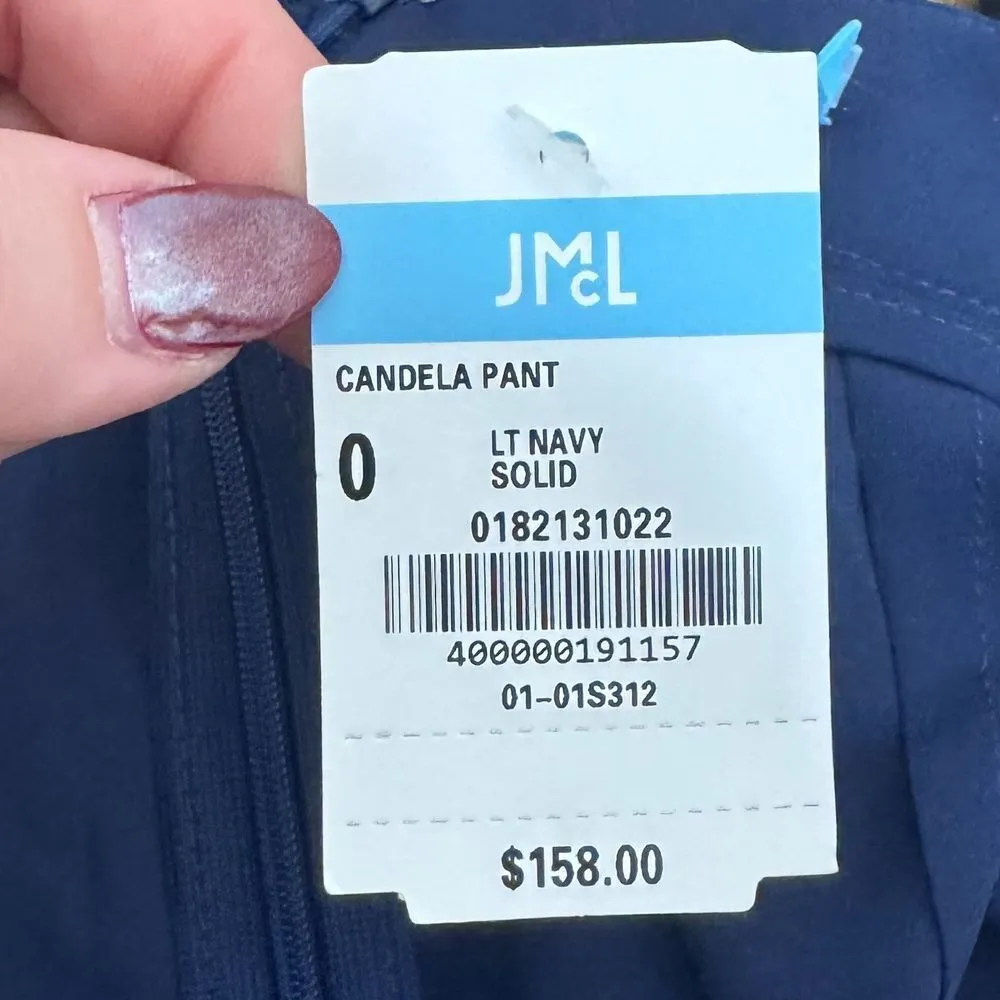 JMcL
CANDELA PANT
0
LT NAVY
SOLID
0182131022
400000191157
01-01S312
$158.00